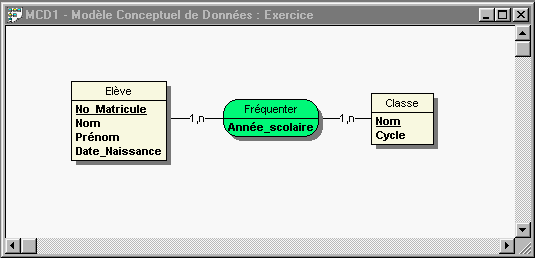 MCD1 - Modèle Conceptuel de Données : Exercice
Elève
No_Matricule
Nom
Prénom
Date_Naissance
1,n
Fréquenter
Année_scolaire
1,n
Classe
Nom
Cycle